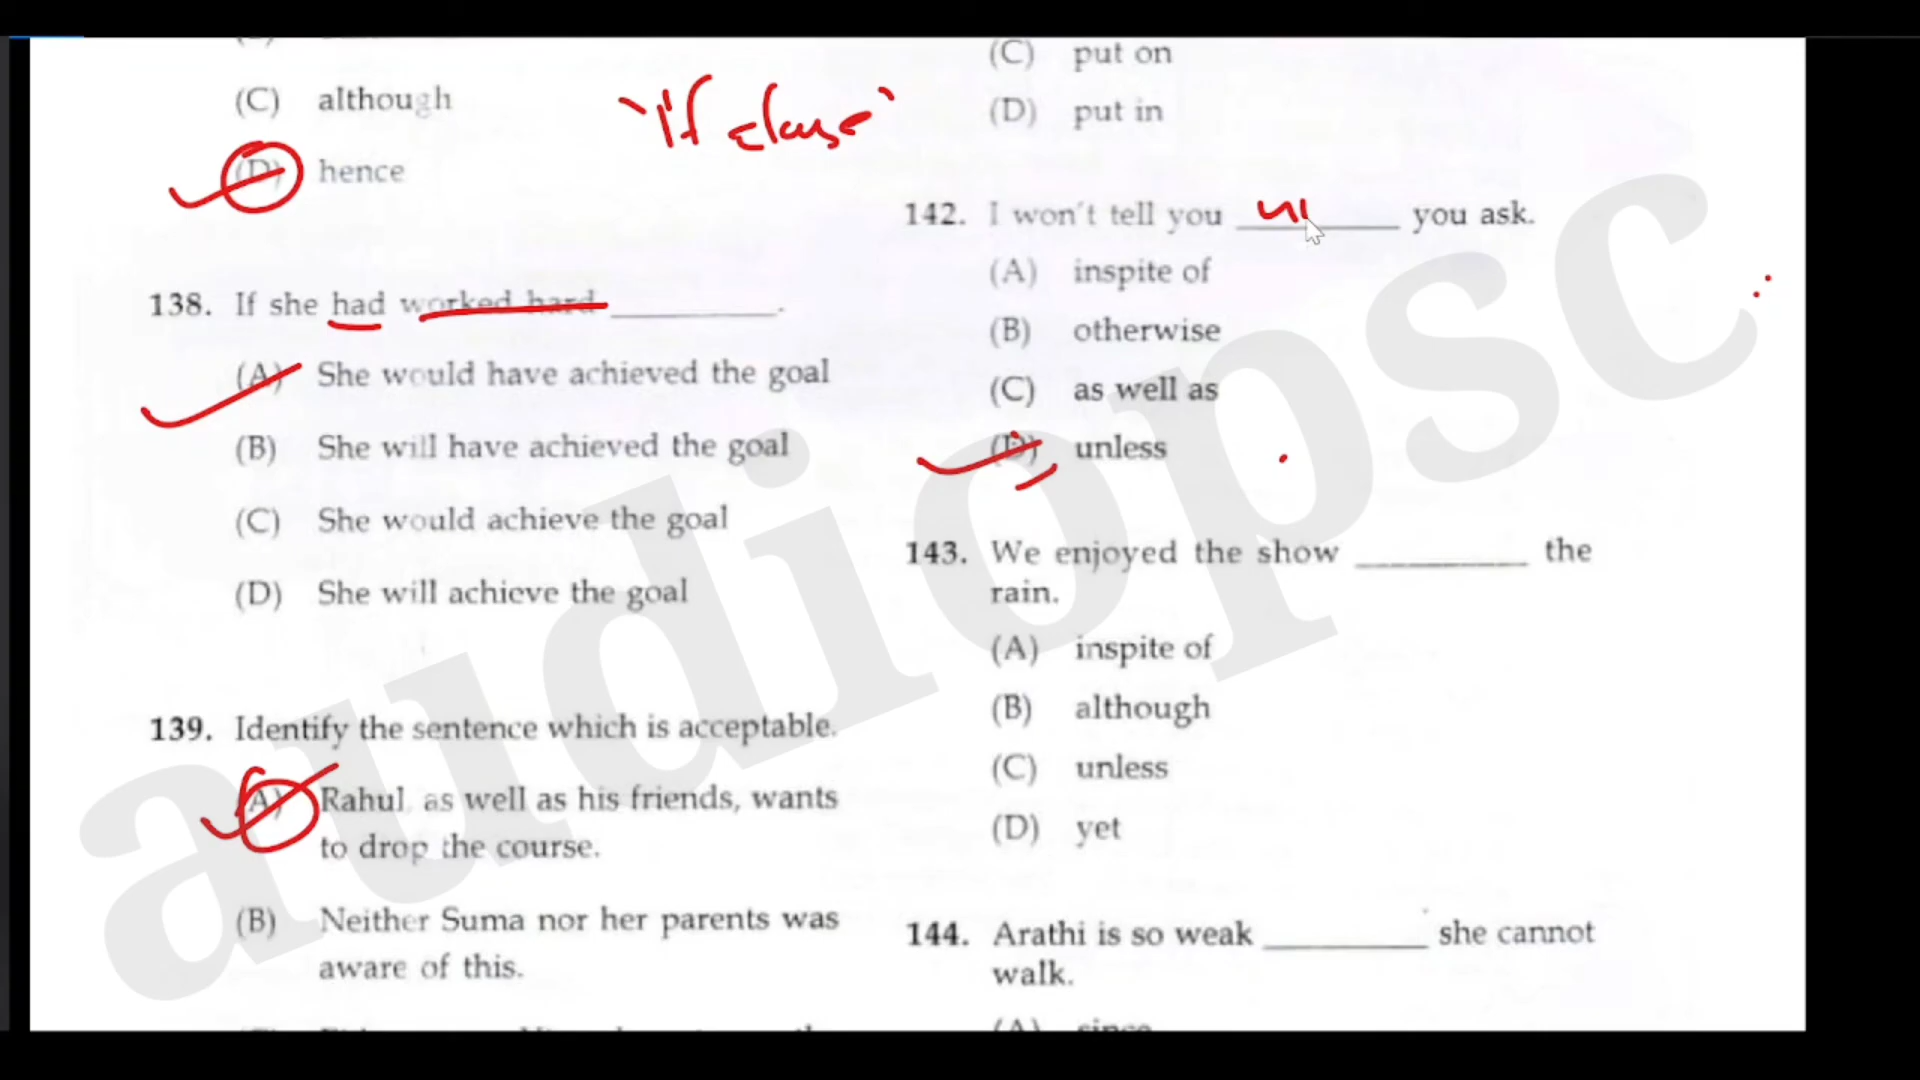 (C) although
(D) hence
'if clause'
138. If she had worked hard __________.
(A) She would have achieved the goal
(B) She will have achieved the goal
(C) She would achieve the goal
(D) She will achieve the goal
139. Identify the sentence which is acceptable.
(A) Rahul, as well as his friends, wants
to drop the course.
(B) Neither Suma nor her parents was
aware of this.
(C) put on
(D) put in
142. I won't tell you __________ you ask.
un
(A) inspite of
(B) otherwise
(C) as well as
(D) unless
143. We enjoyed the show __________ the
rain.
(A) inspite of
(B) although
(C) unless
(D) yet
144. Arathi is so weak __________ she cannot
walk.
(A) since
audiopsc